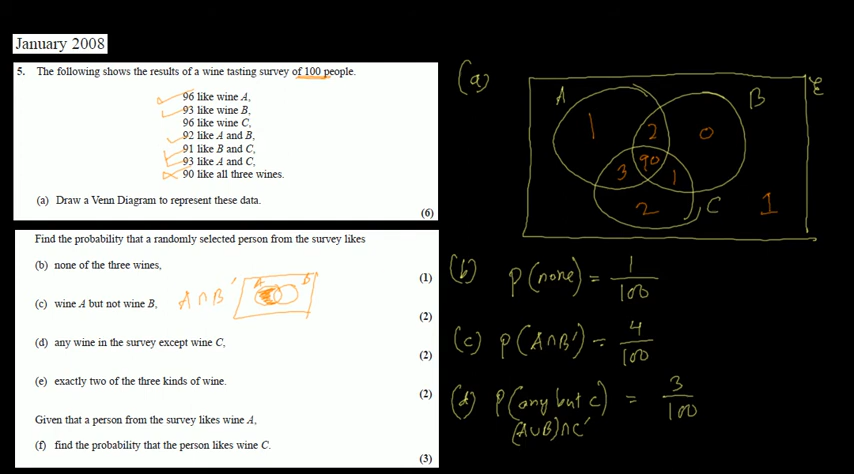 January 2008
5. The following shows the results of a wine tasting survey of 100 people.
96 like wine A,
93 like wine B,
96 like wine C,
92 like A and B,
91 like B and C,
93 like A and C,
90 like all three wines.
(a) Draw a Venn Diagram to represent these data.
(6)
Find the probability that a randomly selected person from the survey likes
(b) none of the three wines,
(1)
(c) wine A but not wine B,
(2)
A∩B′
A B
(d) any wine in the survey except wine C,
(2)
(e) exactly two of the three kinds of wine.
(2)
Given that a person from the survey likes wine A,
(f) find the probability that the person likes wine C.
(3)
(a)
A B ℰ
1 2 0
90
3 1
2 C 1
(b) P(none) = 1/100
(c) P(A∩B′) = 4/100
(d) P(any but C) = 3/100
(A∪B)∩C′